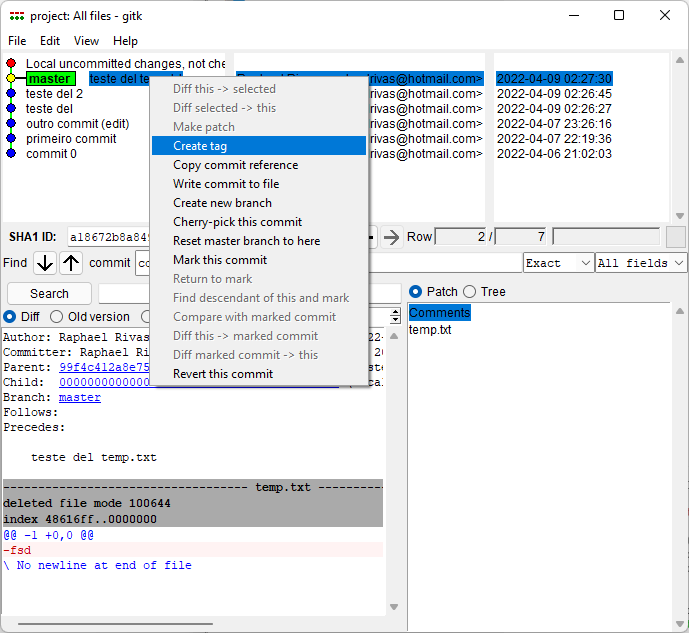 project: All files - gitk
File Edit View Help
Local uncommitted changes, not che
master teste del te
rivas@hotmail.com> 2022-04-09 02:27:30
teste del 2 rivas@hotmail.com> 2022-04-09 02:26:45
teste del rivas@hotmail.com> 2022-04-09 02:26:27
outro commit (edit) rivas@hotmail.com> 2022-04-07 23:26:16
primeiro commit rivas@hotmail.com> 2022-04-07 22:19:36
commit 0 rivas@hotmail.com> 2022-04-06 21:02:03
Diff this -> selected
Diff selected -> this
Make patch
Create tag
Copy commit reference
Write commit to file
Create new branch
Cherry-pick this commit
Reset master branch to here
Mark this commit
Return to mark
Find descendant of this and mark
Compare with marked commit
Diff this -> marked commit
Diff marked commit -> this
Revert this commit
SHA1 ID: a18672b8a849 Row 2 / 7
Find commit co Exact All fields
Search
Diff Old version
Patch Tree
Comments
temp.txt
Author: Raphael Rivas 22-
Committer: Raphael Ri 20
Parent: 99f4c412a8e75 ste
Child: 0000000000000 cal
Branch: master
Follows:
Precedes:
teste del temp.txt
------------------------------- temp.txt --------
deleted file mode 100644
index 48616ff..0000000
@@ -1 +0,0 @@
-fsd
\ No newline at end of file